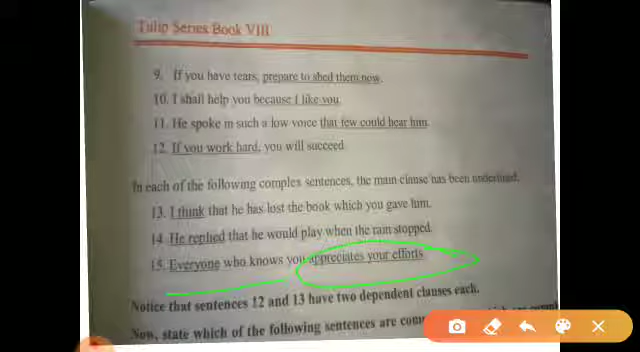 Tulip Series Book VIII
9. If you have tears, prepare to shed them now.
10. I shall help you because I like you.
11. He spoke in such a low voice that few could hear him.
12. If you work hard, you will succeed.
In each of the following complex sentences, the main clause has been underlined.
13. I think that he has lost the book which you gave him.
14. He replied that he would play when the rain stopped.
15. Everyone who knows you appreciates your efforts.
Notice that sentences 12 and 13 have two dependent clauses each.
Now, state which of the following sentences are